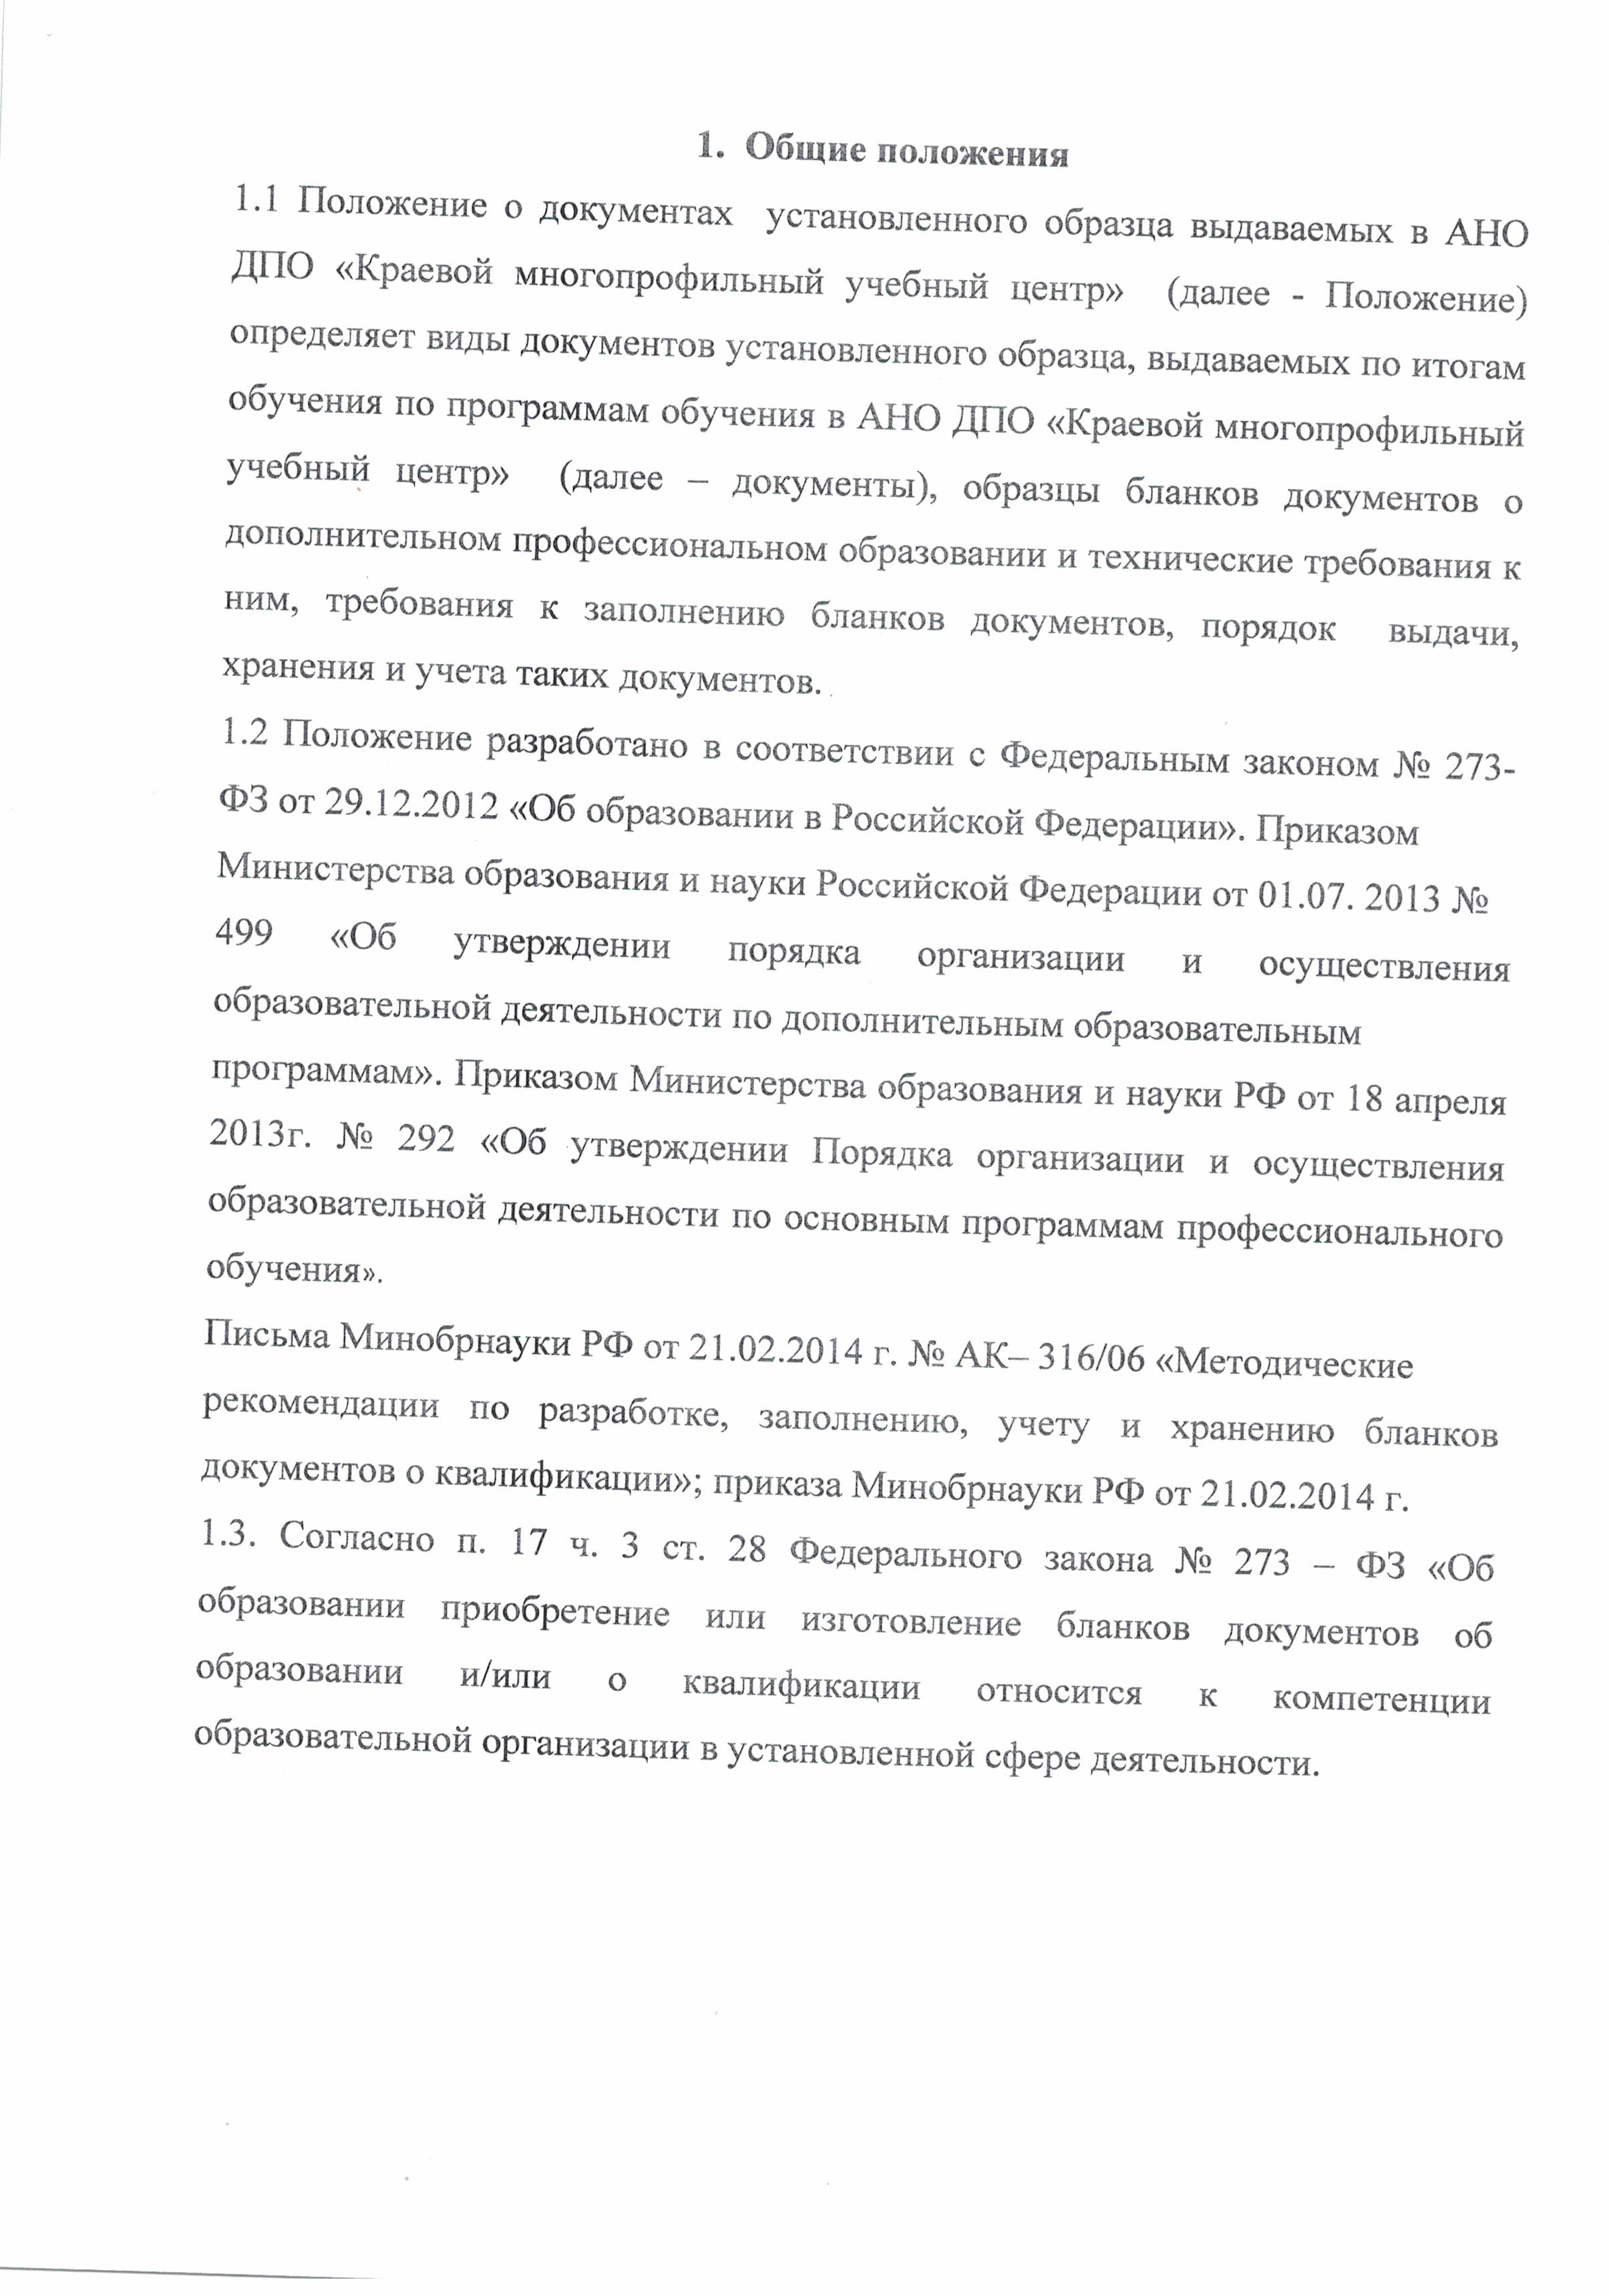 1. Общие положения
1.1 Положение о документах установленного образца выдаваемых в АНО
ДПО «Краевой многопрофильный учебный центр» (далее - Положение)
определяет виды документов установленного образца, выдаваемых по итогам
обучения по программам обучения в АНО ДПО «Краевой многопрофильный
учебный центр» (далее – документы), образцы бланков документов о
дополнительном профессиональном образовании и технические требования к
ним, требования к заполнению бланков документов, порядок выдачи,
хранения и учета таких документов.
1.2 Положение разработано в соответствии с Федеральным законом № 273-
ФЗ от 29.12.2012 «Об образовании в Российской Федерации». Приказом
Министерства образования и науки Российской Федерации от 01.07. 2013 №
499 «Об утверждении порядка организации и осуществления
образовательной деятельности по дополнительным образовательным
программам». Приказом Министерства образования и науки РФ от 18 апреля
2013г. № 292 «Об утверждении Порядка организации и осуществления
образовательной деятельности по основным программам профессионального
обучения».
Письма Минобрнауки РФ от 21.02.2014 г. № АК– 316/06 «Методические
рекомендации по разработке, заполнению, учету и хранению бланков
документов о квалификации»; приказа Минобрнауки РФ от 21.02.2014 г.
1.3. Согласно п. 17 ч. 3 ст. 28 Федерального закона № 273 – ФЗ «Об
образовании приобретение или изготовление бланков документов об
образовании и/или о квалификации относится к компетенции
образовательной организации в установленной сфере деятельности.